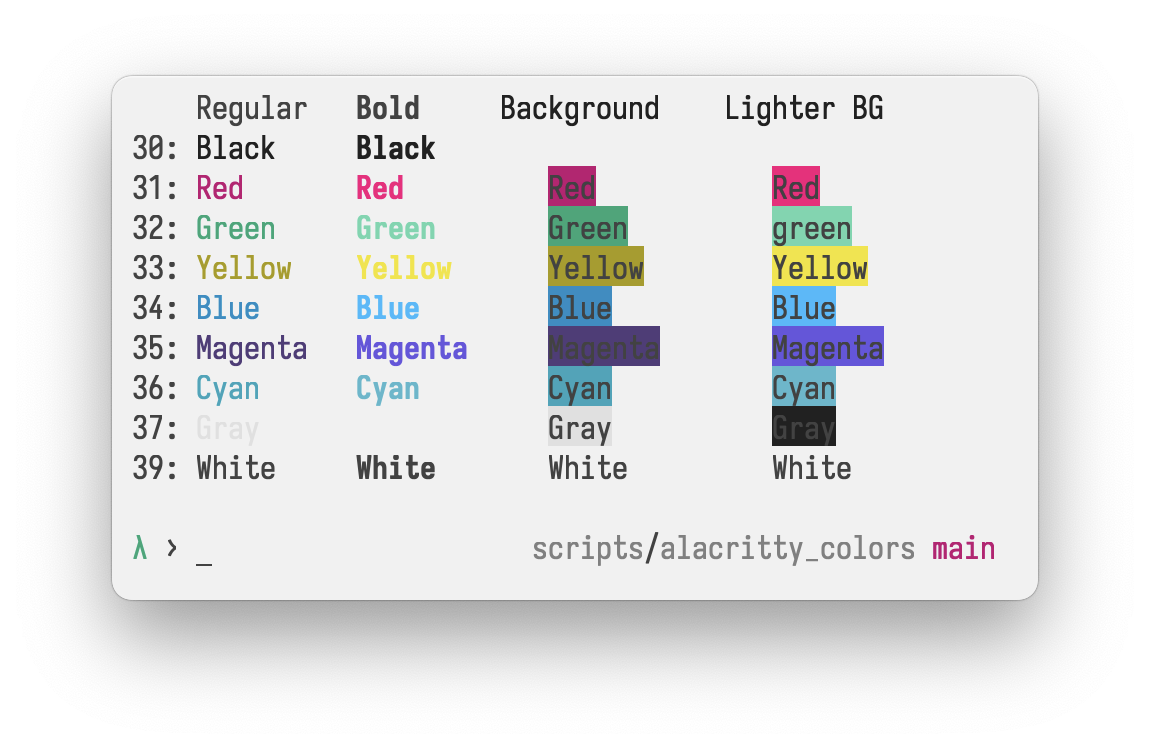 Regular Bold Background Lighter BG
30: Black Black
31: Red Red Red Red
32: Green Green Green green
33: Yellow Yellow Yellow Yellow
34: Blue Blue Blue Blue
35: Magenta Magenta Magenta Magenta
36: Cyan Cyan Cyan Cyan
37: Gray Gray Gray
39: White White White White
λ › _ scripts/alacritty_colors main